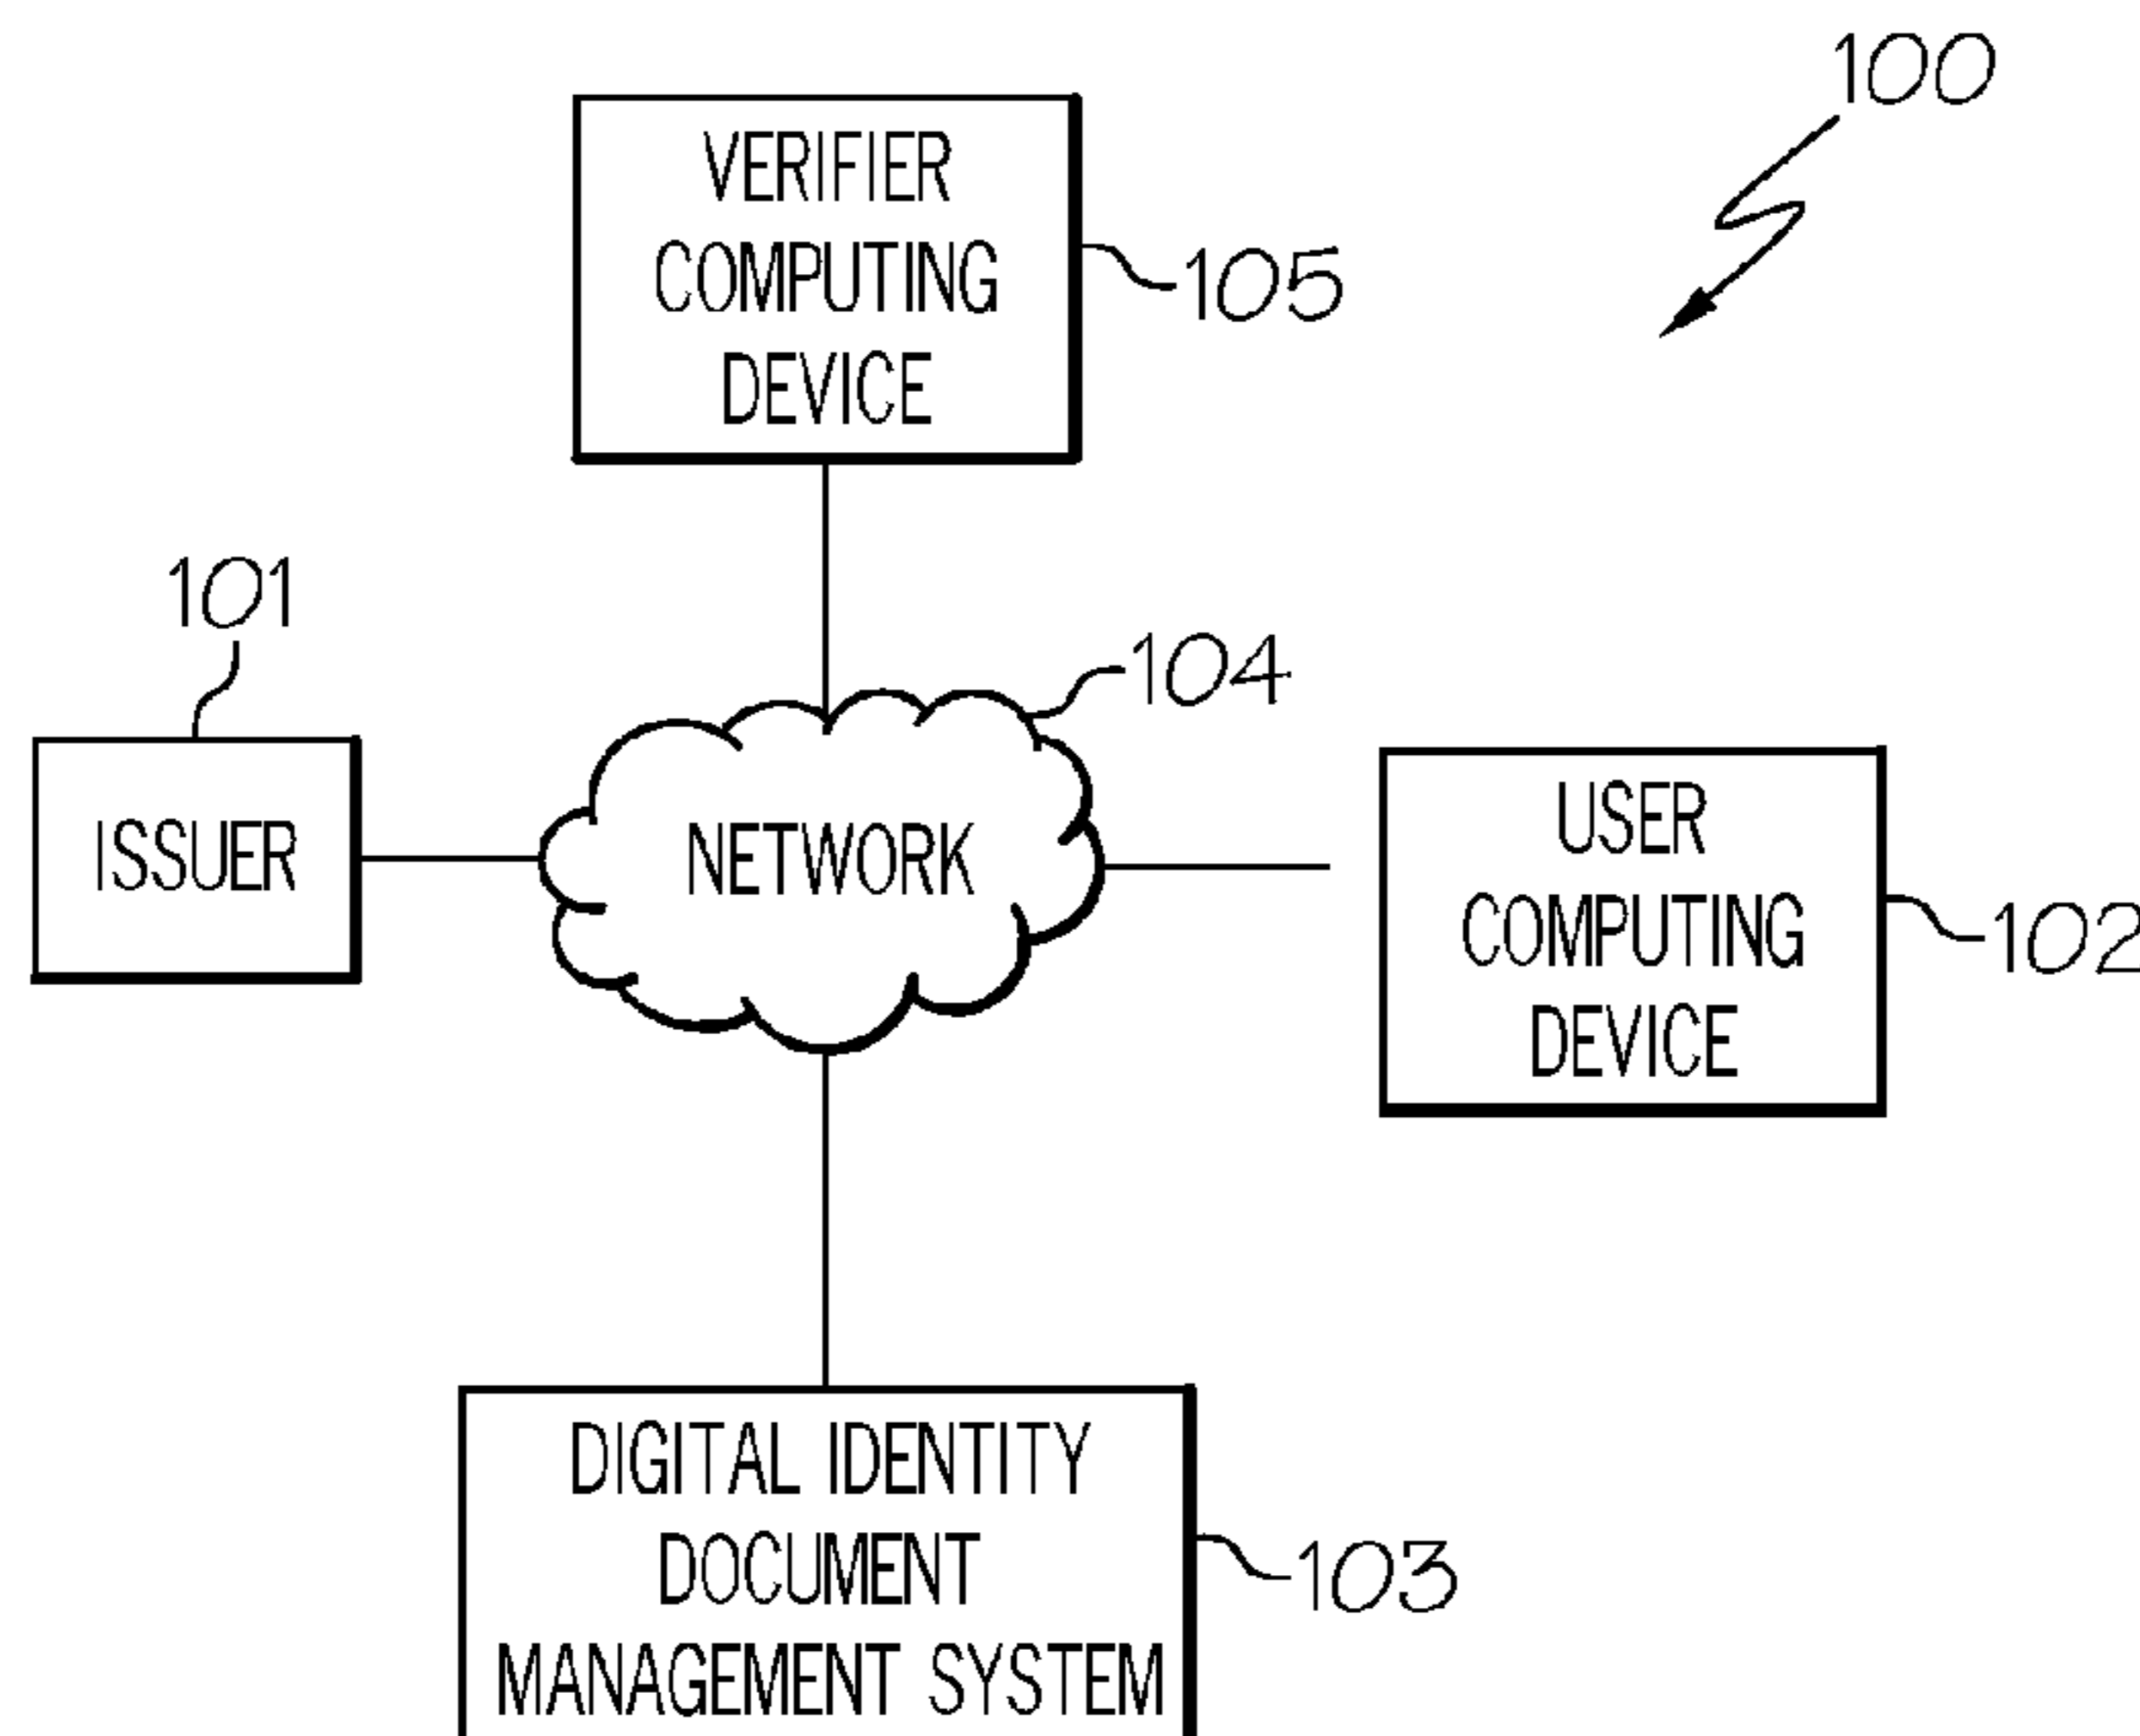 100
VERIFIER
COMPUTING
DEVICE
105
101
104
ISSUER
NETWORK
USER
COMPUTING
DEVICE
102
DIGITAL IDENTITY
DOCUMENT
MANAGEMENT SYSTEM
103